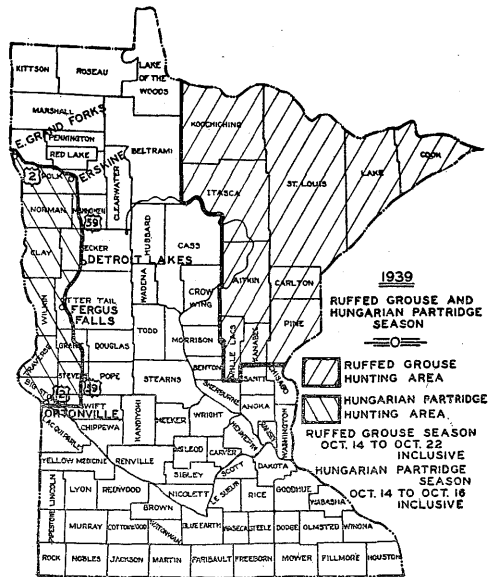 KITTSON
ROSEAU
LAKE
OF THE
WOODS
MARSHALL
E. GRAND FORKS
PENNINGTON
RED LAKE
BELTRAMI
KOOCHICHING
COOK
LAKE
ST. LOUIS
ITASCA
2
POLK
ERSKINE
CLEARWATER
NORMAN
59
HUBBARD
CASS
CLAY
BECKER
DETROIT LAKES
WADENA
CROW
WING
AITKIN
CARLTON
PINE
WILKIN
OTTER TAIL
FERGUS
FALLS
TODD
MORRISON
MILLE LACS
KANABEC
GRANT
DOUGLAS
TRAVERSE
STEVENS
POPE
STEARNS
BENTON
ISANTI
CHISAGO
SHERBURNE
ANOKA
WASHINGTON
BIG STONE
ORTONVILLE
SWIFT
KANDIYOHI
MEEKER
WRIGHT
HENNEPIN
RAMSEY
LAC QUI PARLE
CHIPPEWA
RENVILLE
McLEOD
CARVER
SCOTT
DAKOTA
YELLOW MEDICINE
SIBLEY
LINCOLN
LYON
REDWOOD
NICOLETT
LE SUEUR
RICE
GOODHUE
WABASHA
BROWN
PIPESTONE
MURRAY
COTTONWOOD
WATONWAN
BLUE EARTH
WASECA
STEELE
DODGE
OLMSTED
WINONA
ROCK
NOBLES
JACKSON
MARTIN
FARIBAULT
FREEBORN
MOWER
FILLMORE
HOUSTON
1939
RUFFED GROUSE AND
HUNGARIAN PARTRIDGE
SEASON
RUFFED GROUSE
HUNTING AREA
HUNGARIAN PARTRIDGE
HUNTING AREA
RUFFED GROUSE SEASON
OCT. 14 TO OCT. 22
INCLUSIVE
HUNGARIAN PARTRIDGE
SEASON
OCT. 14 TO OCT. 16
INCLUSIVE